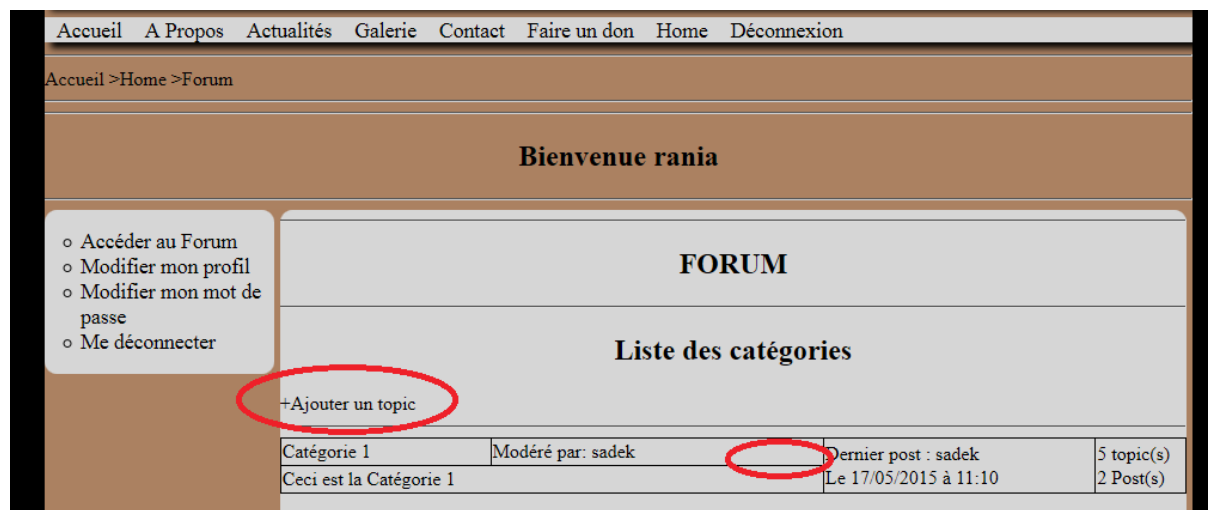 Accueil A Propos Actualités Galerie Contact Faire un don Home Déconnexion
Accueil >Home >Forum
Bienvenue rania
Accéder au Forum
Modifier mon profil
Modifier mon mot de
passe
Me déconnecter
FORUM
Liste des catégories
+Ajouter un topic
Catégorie 1 Modéré par: sadek Dernier post : sadek 5 topic(s)
Ceci est la Catégorie 1 Le 17/05/2015 à 11:10 2 Post(s)